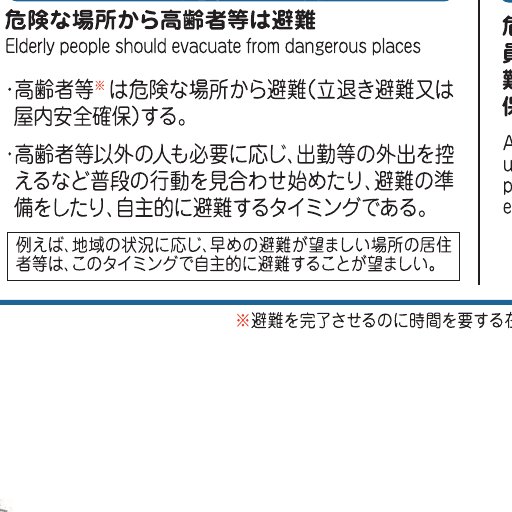 危険な場所から高齢者等は避難
Elderly people should evacuate from dangerous places
・高齢者等※は危険な場所から避難(立退き避難又は
屋内安全確保)する。
・高齢者等以外の人も必要に応じ、出勤等の外出を控
えるなど普段の行動を見合わせ始めたり、避難の準
備をしたり、自主的に避難するタイミングである。
例えば、地域の状況に応じ、早めの避難が望ましい場所の居住
者等は、このタイミングで自主的に避難することが望ましい。
※避難を完了させるのに時間を要する在